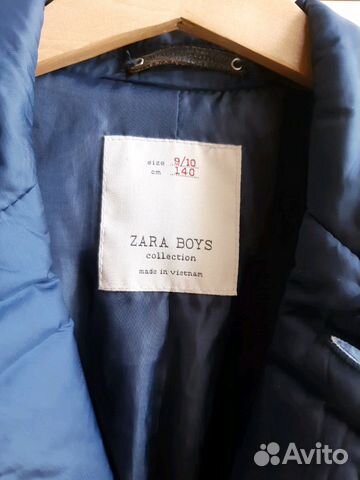 size 9/10
cm 140
ZARA BOYS
collection
made in vietnam
Avito